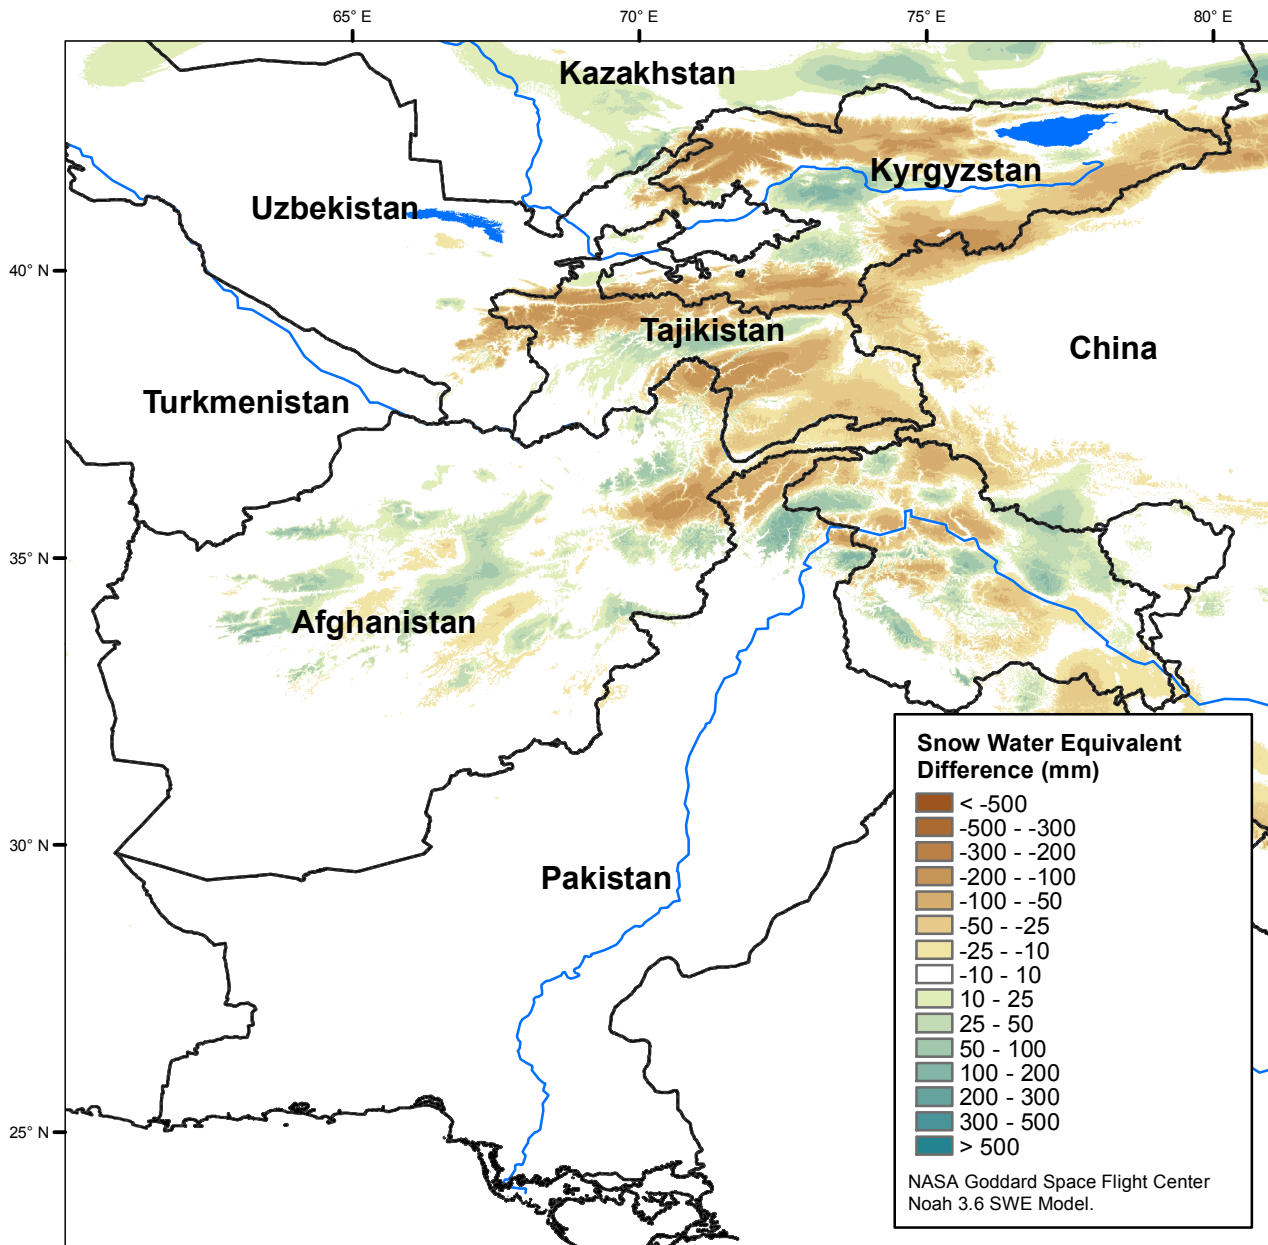 65° E
70° E
75° E
80° E
Kazakhstan
Kyrgyzstan
Uzbekistan
40° N
Tajikistan
China
Turkmenistan
35° N
Afghanistan
30° N
Pakistan
25° N
Snow Water Equivalent
Difference (mm)
< -500
-500 - -300
-300 - -200
-200 - -100
-100 - -50
-50 - -25
-25 - -10
-10 - 10
10 - 25
25 - 50
50 - 100
100 - 200
200 - 300
300 - 500
> 500
NASA Goddard Space Flight Center
Noah 3.6 SWE Model.